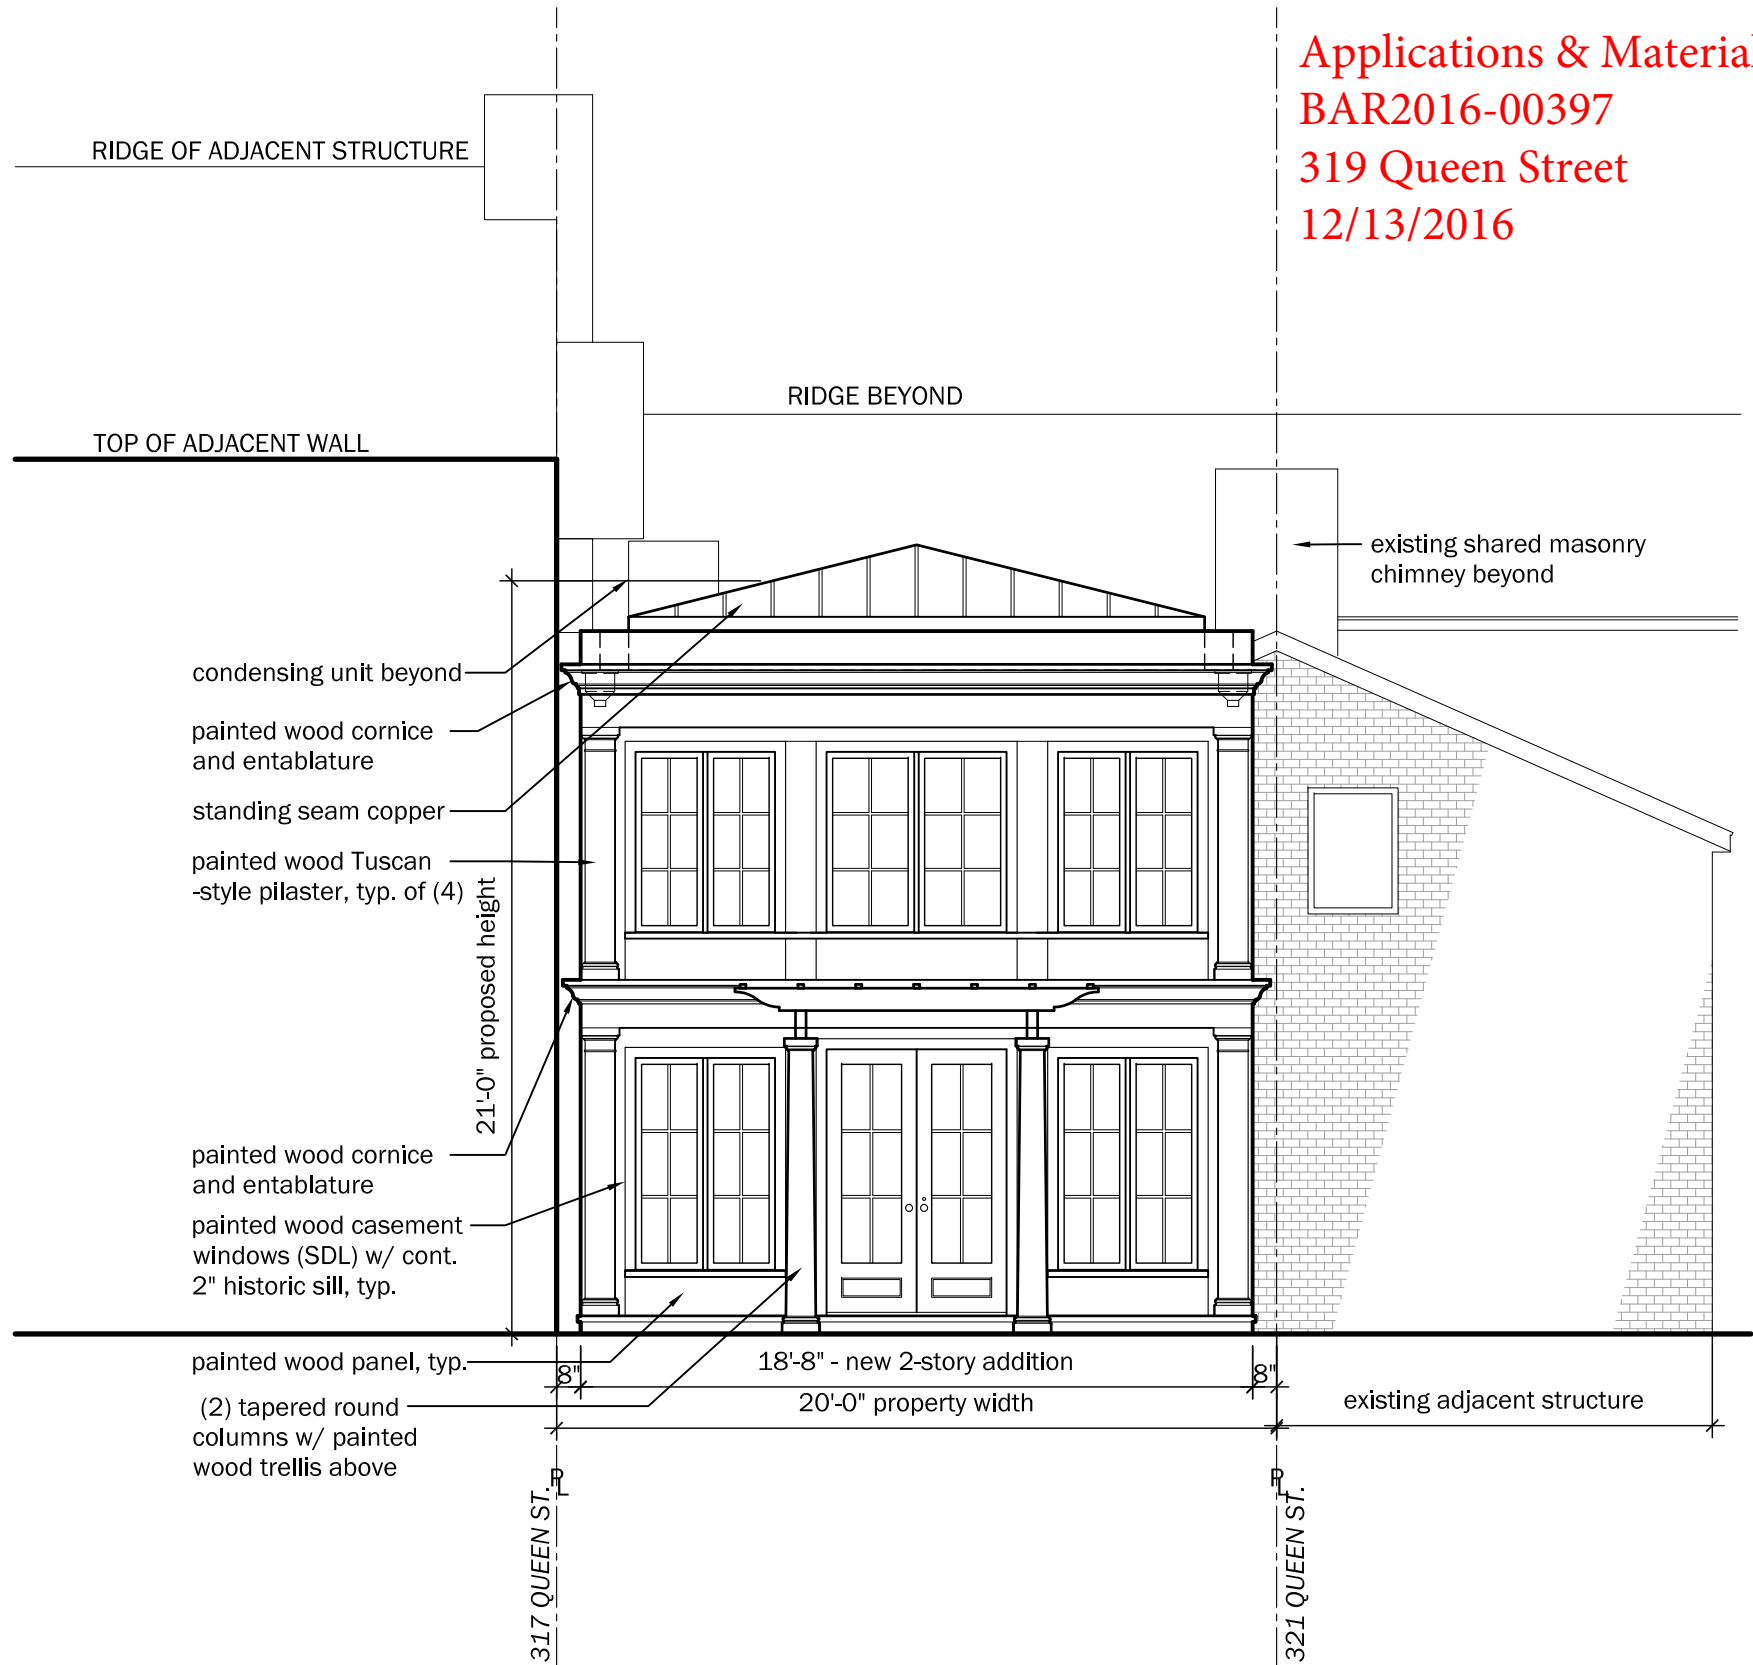 Applications & Material
BAR2016-00397
319 Queen Street
12/13/2016
RIDGE OF ADJACENT STRUCTURE
RIDGE BEYOND
TOP OF ADJACENT WALL
existing shared masonry
chimney beyond
condensing unit beyond
painted wood cornice
and entablature
standing seam copper
painted wood Tuscan
-style pilaster, typ. of (4)
21'-0" proposed height
painted wood cornice
and entablature
painted wood casement
windows (SDL) w/ cont.
2" historic sill, typ.
painted wood panel, typ.
(2) tapered round
columns w/ painted
wood trellis above
8"
18'-8" - new 2-story addition
8"
20'-0" property width
existing adjacent structure
PL
317 QUEEN ST.
PL
321 QUEEN ST.